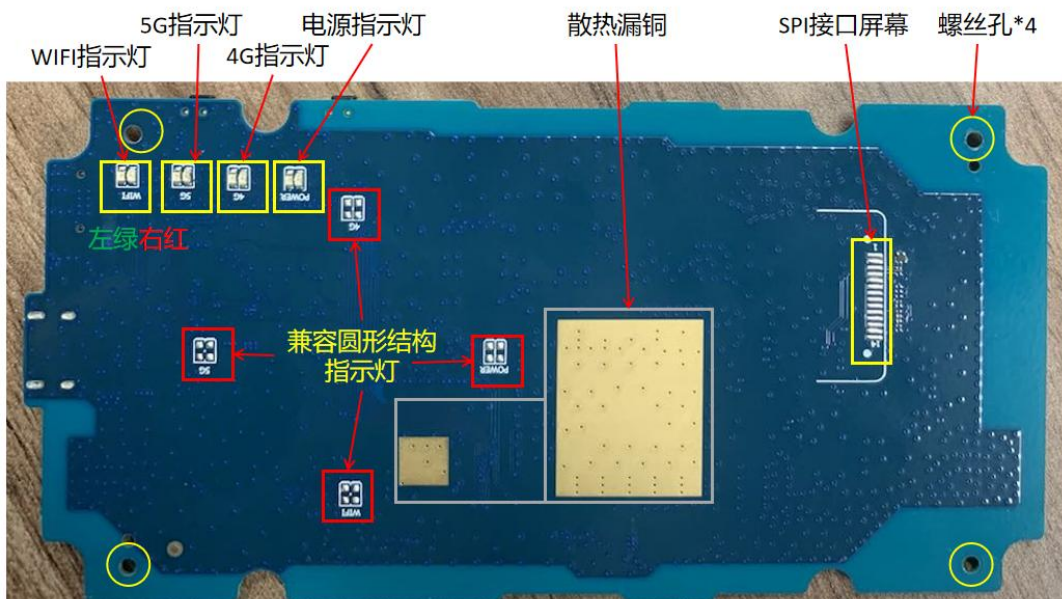 5G指示灯
电源指示灯
散热漏铜
SPI接口屏幕
螺丝孔*4
WIFI指示灯
4G指示灯
WIFI
5G
4G
POWER
4G
左绿右红
1
兼容圆形结构
指示灯
5G
POWER
WIFI